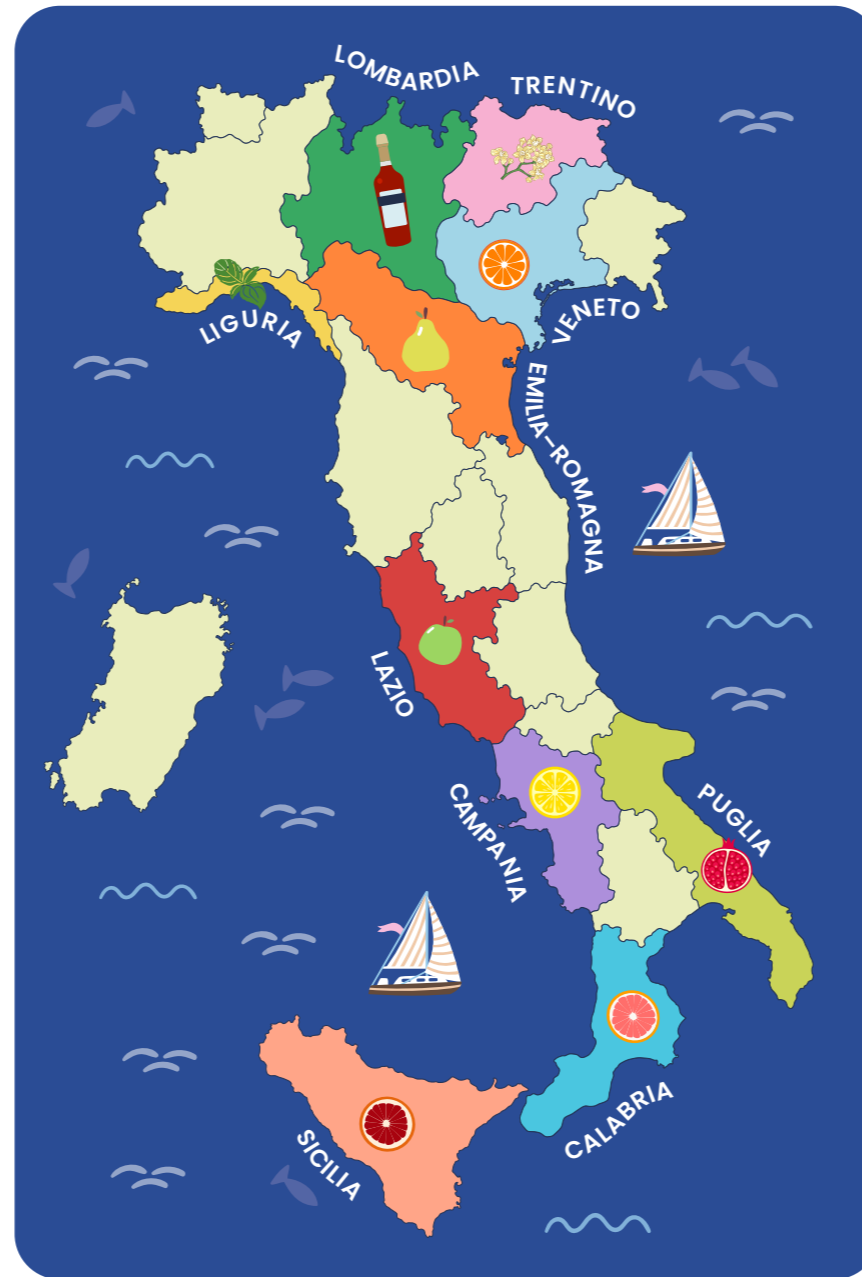 LOMBARDIA
TRENTINO
LIGURIA
VENETO
EMILIA-ROMAGNA
LAZIO
CAMPANIA
PUGLIA
CALABRIA
SICILIA